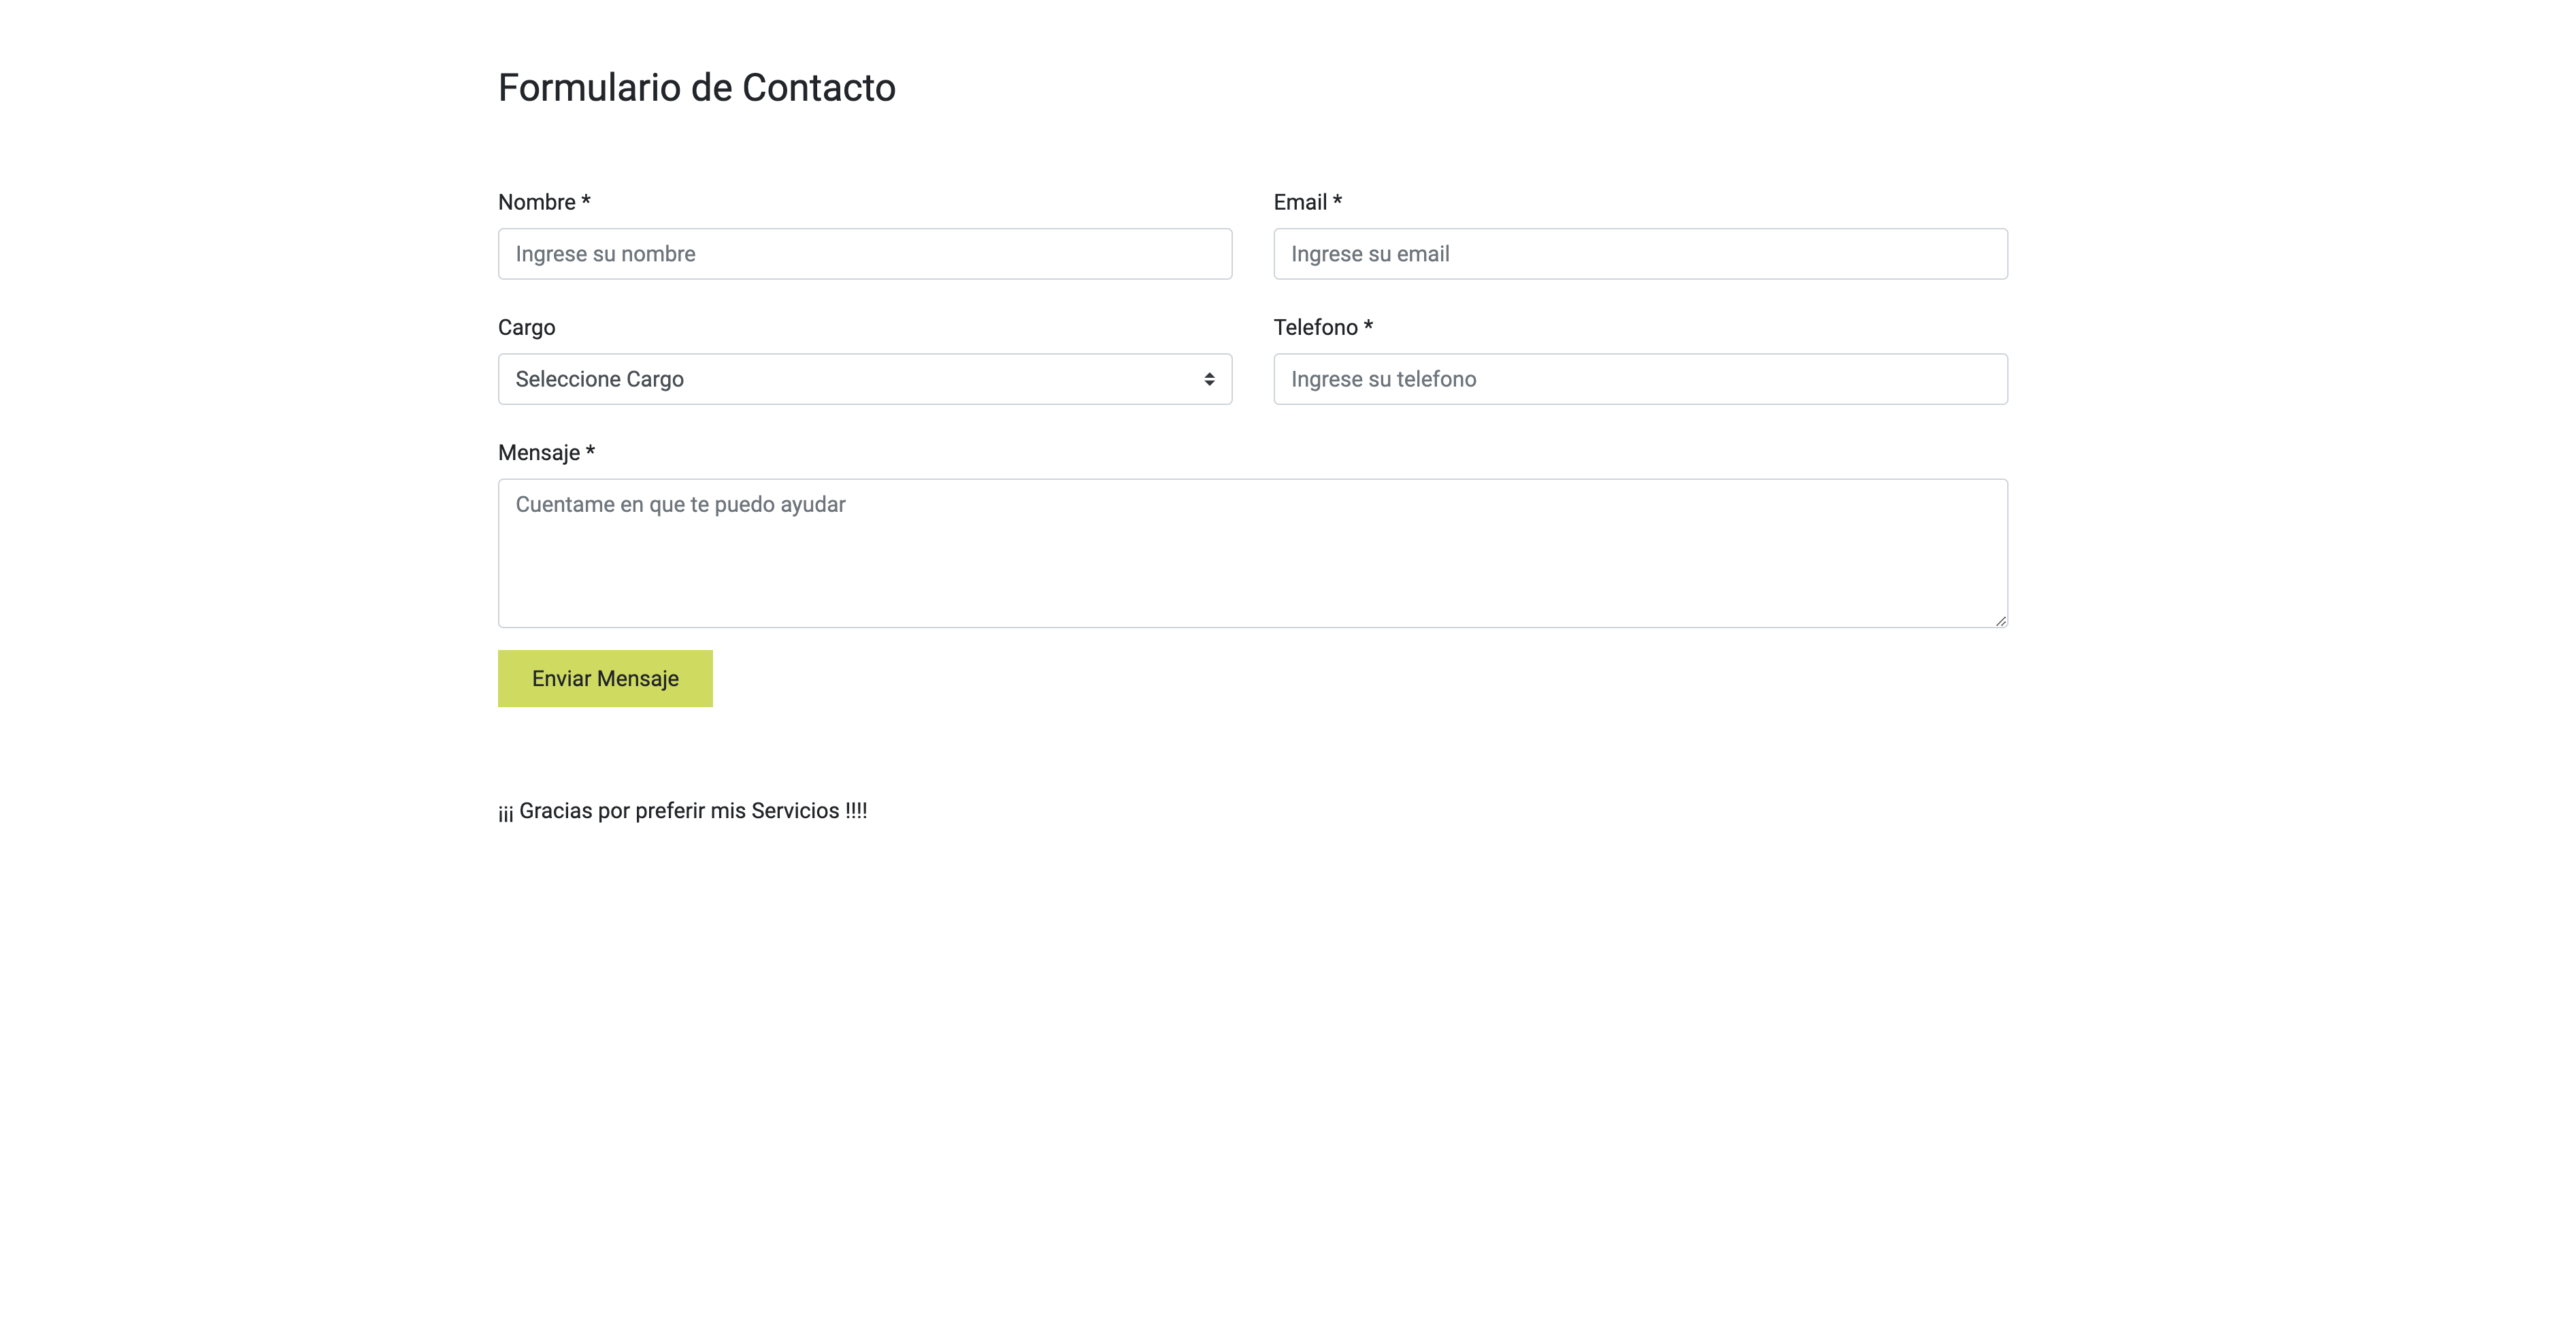 Formulario de Contacto
Nombre *
Email *
Ingrese su nombre
Ingrese su email
Cargo
Telefono *
Seleccione Cargo
Ingrese su telefono
Mensaje *
Cuentame en que te puedo ayudar
Enviar Mensaje
¡¡¡ Gracias por preferir mis Servicios !!!!